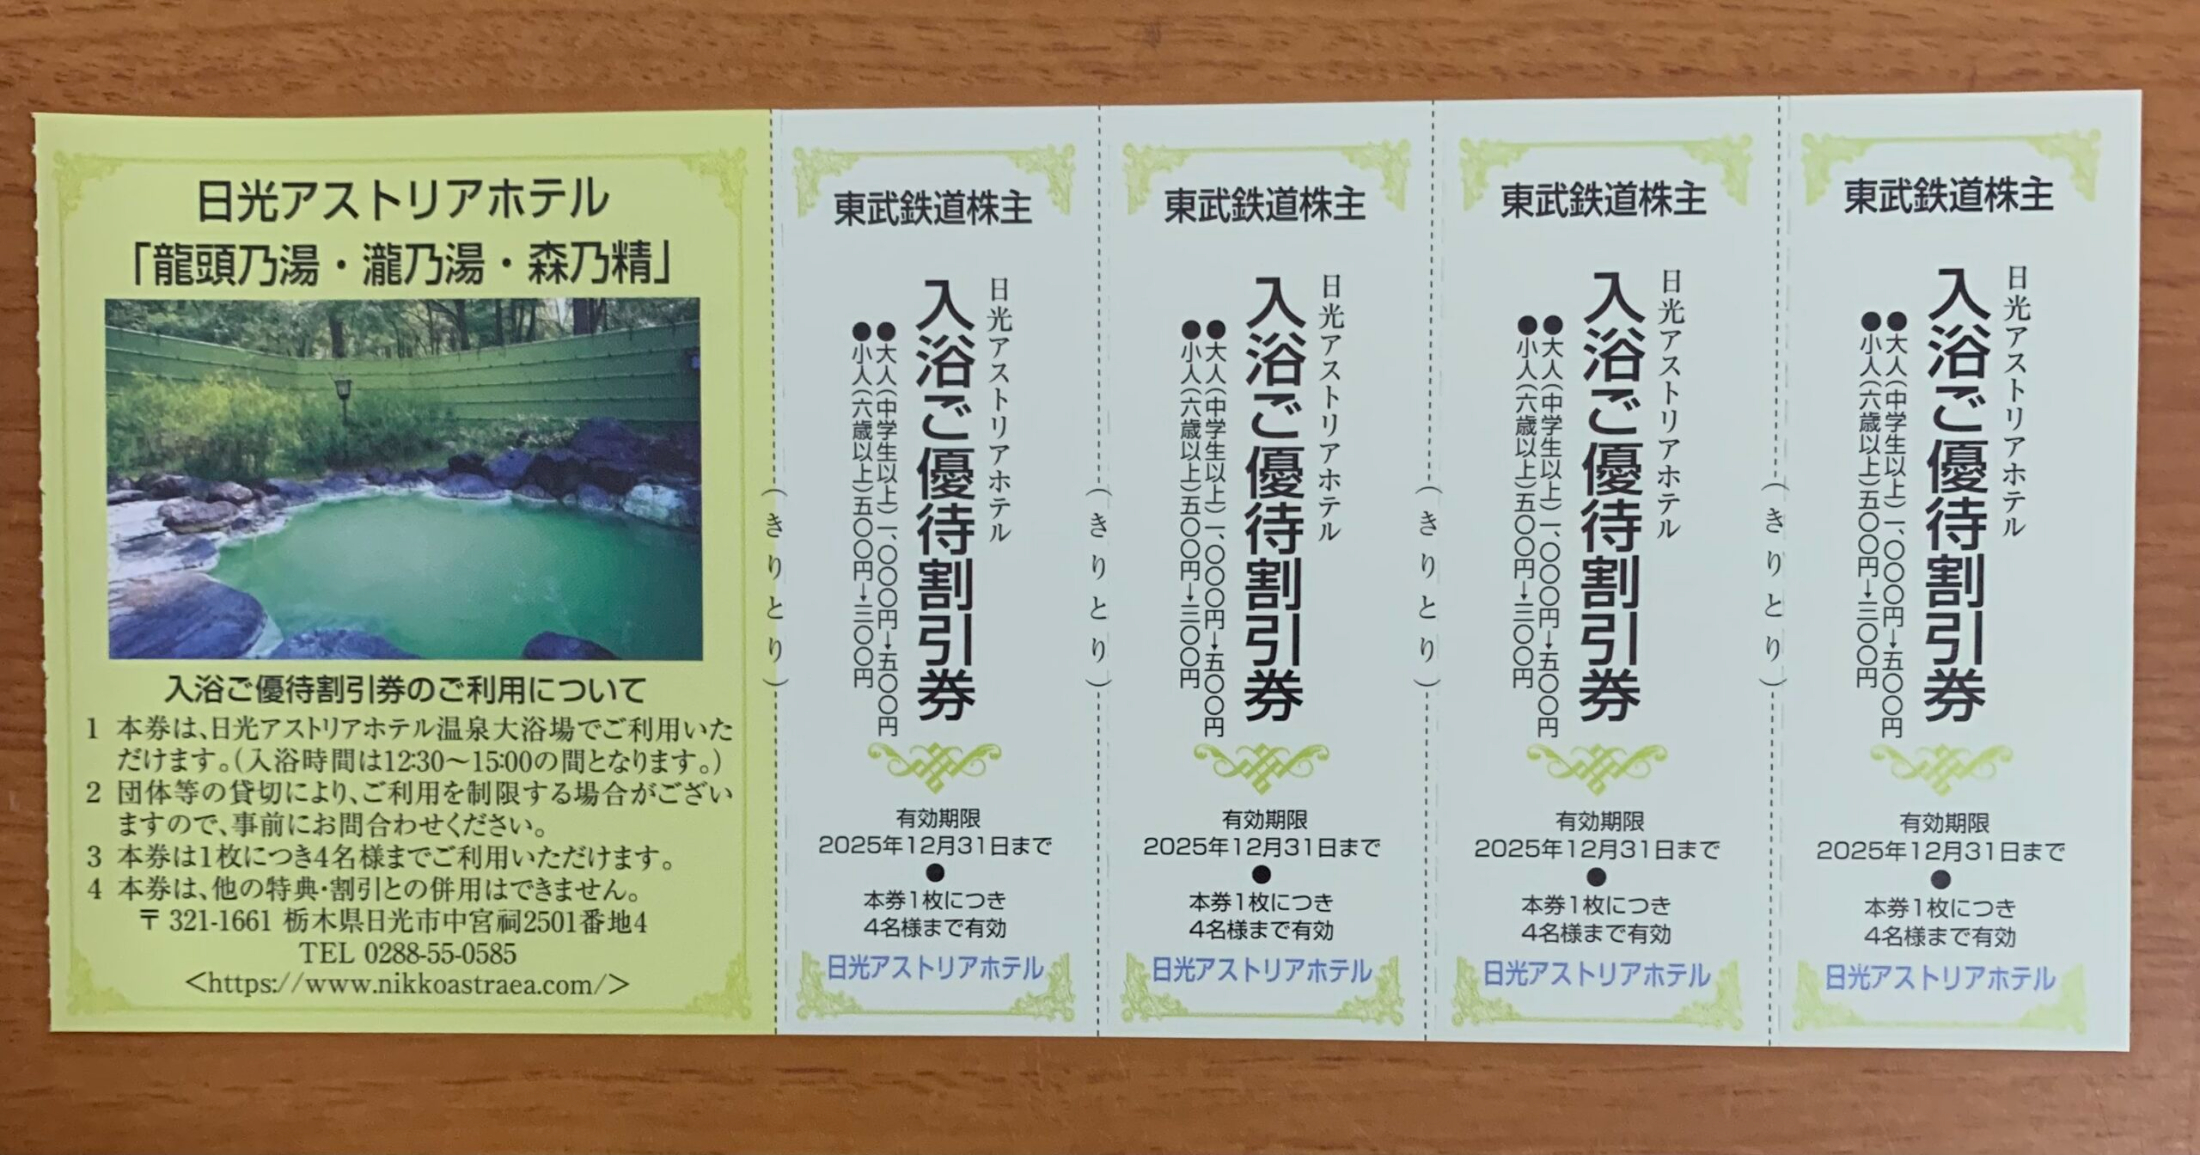 日光アストリアホテル
「龍頭乃湯・瀧乃湯・森乃精」
入浴ご優待割引券のご利用について
1 本券は、日光アストリアホテル温泉大浴場でご利用いた
だけます。(入浴時間は12:30～15:00の間となります。)
2 団体等の貸切により、ご利用を制限する場合がござい
ますので、事前にお問合わせください。
3 本券は1枚につき4名様までご利用いただけます。
4 本券は、他の特典・割引との併用はできません。
〒321-1661 栃木県日光市中宮祠2501番地4
TEL 0288-55-0585
<https://www.nikkoastraea.com/>
(きりとり)
東武鉄道株主
日光アストリアホテル
入浴ご優待割引券
●大人(中学生以上)一、〇〇〇円→五〇〇円
●小人(六歳以上)五〇〇円→三〇〇円
有効期限
2025年12月31日まで
●
本券1枚につき
4名様まで有効
日光アストリアホテル
(きりとり)
東武鉄道株主
日光アストリアホテル
入浴ご優待割引券
●大人(中学生以上)一、〇〇〇円→五〇〇円
●小人(六歳以上)五〇〇円→三〇〇円
有効期限
2025年12月31日まで
●
本券1枚につき
4名様まで有効
日光アストリアホテル
(きりとり)
東武鉄道株主
日光アストリアホテル
入浴ご優待割引券
●大人(中学生以上)一、〇〇〇円→五〇〇円
●小人(六歳以上)五〇〇円→三〇〇円
有効期限
2025年12月31日まで
●
本券1枚につき
4名様まで有効
日光アストリアホテル
(きりとり)
東武鉄道株主
日光アストリアホテル
入浴ご優待割引券
●大人(中学生以上)一、〇〇〇円→五〇〇円
●小人(六歳以上)五〇〇円→三〇〇円
有効期限
2025年12月31日まで
●
本券1枚につき
4名様まで有効
日光アストリアホテル